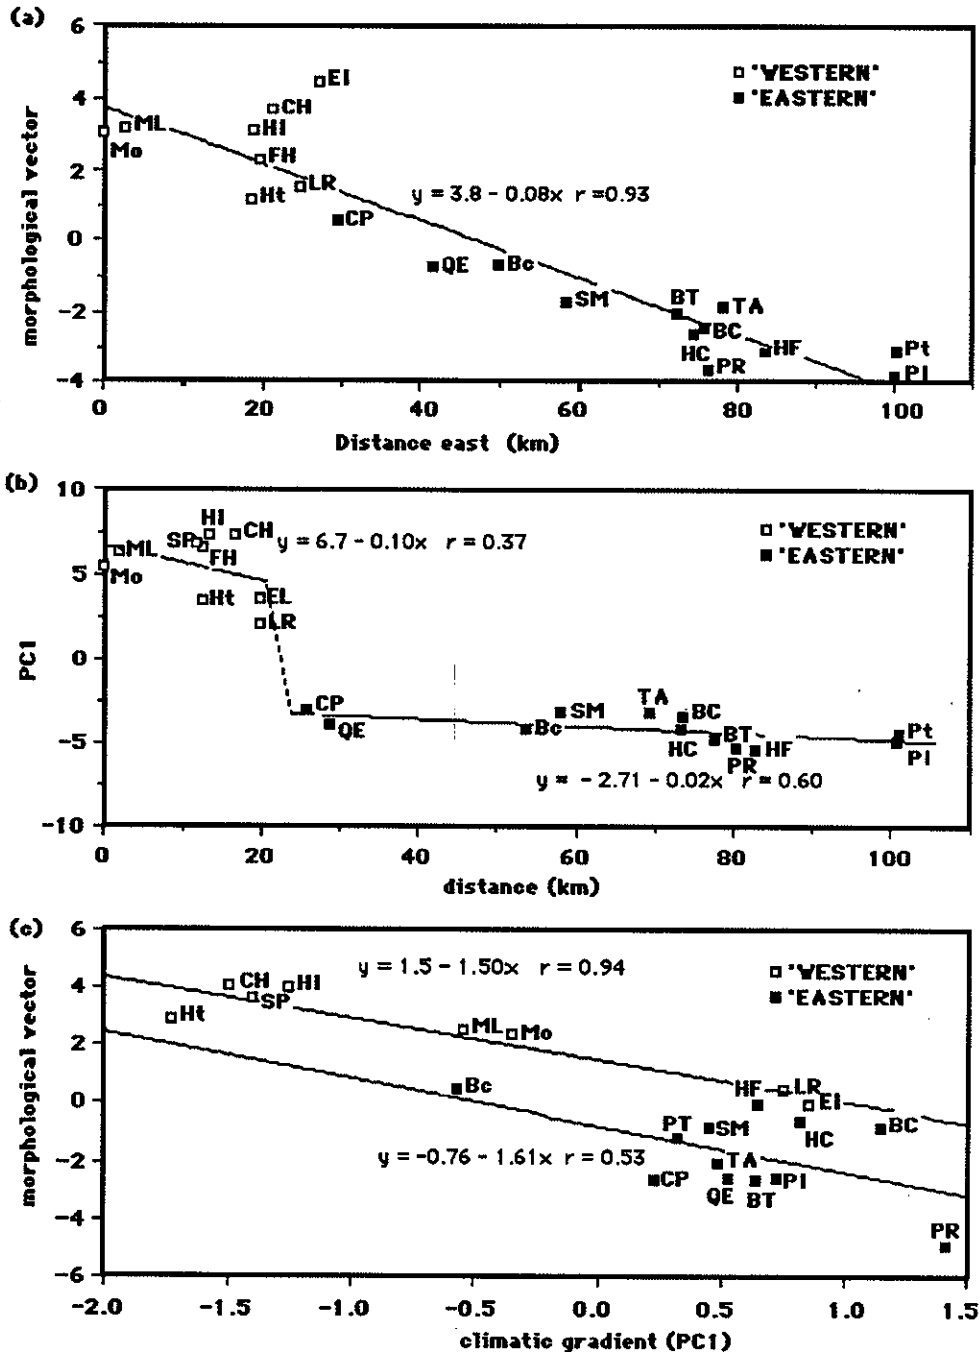 (a)
6
4
2
0
-2
-4
morphological vector
EI
CH
HI
ML
Mo
FH
LR
Ht
CP
QE
Bc
SM
BT
TA
BC
HC
PR
HF
Pt
PI
'WESTERN'
'EASTERN'
y = 3.8 - 0.08x r =0.93
0 20 40 60 80 100
Distance east (km)
(b)
10
5
0
-5
-10
PC1
HI
SP
CH
ML
FH
Mo
Ht
EL
LR
y = 6.7 - 0.10x r = 0.37
'WESTERN'
'EASTERN'
CP
QE
Bc
SM
TA
BC
HC
BT
PR
HF
Pt
PI
y = - 2.71 - 0.02x r = 0.60
0 20 40 60 80 100
distance (km)
(c)
6
4
2
0
-2
-4
-6
morphological vector
y = 1.5 - 1.50x r = 0.94
'WESTERN'
'EASTERN'
CH
HI
SP
Ht
ML
Mo
Bc
HF
LR
EI
PT
SM
HC
BC
y = -0.76 - 1.61x r = 0.53
CP
TA
QE
BT
PI
PR
-2.0 -1.5 -1.0 -0.5 0.0 0.5 1.0 1.5
climatic gradient (PC1)